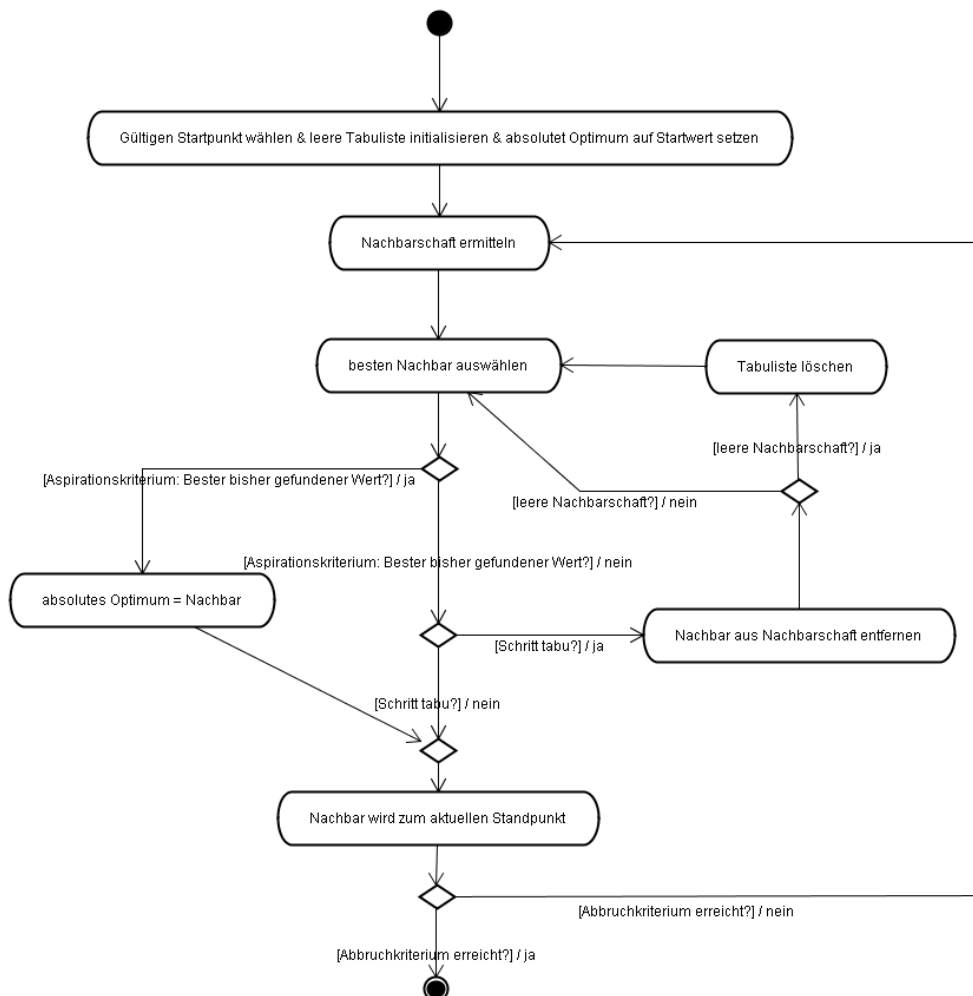 Gültigen Startpunkt wählen & leere Tabuliste initialisieren & absolutet Optimum auf Startwert setzen
Nachbarschaft ermitteln
besten Nachbar auswählen
Tabuliste löschen
[leere Nachbarschaft?] / ja
[Aspirationskriterium: Bester bisher gefundener Wert?] / ja
[leere Nachbarschaft?] / nein
[Aspirationskriterium: Bester bisher gefundener Wert?] / nein
absolutes Optimum = Nachbar
Nachbar aus Nachbarschaft entfernen
[Schritt tabu?] / ja
[Schritt tabu?] / nein
Nachbar wird zum aktuellen Standpunkt
[Abbruchkriterium erreicht?] / nein
[Abbruchkriterium erreicht?] / ja